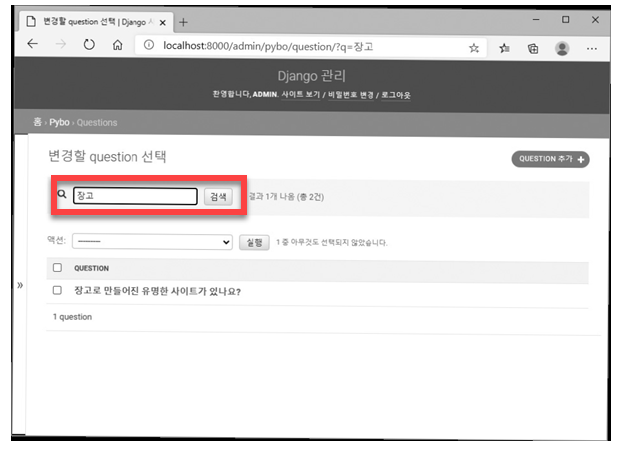 변경할 question 선택 | Django 사
localhost:8000/admin/pybo/question/?q=장고
Django 관리
환영합니다, ADMIN. 사이트 보기 / 비밀번호 변경 / 로그아웃
홈 › Pybo › Questions
변경할 question 선택
QUESTION 추가 +
장고 검색 결과 1개 나옴 (총 2건)
액션: --------- 실행 1 중 아무것도 선택되지 않았습니다.
»
QUESTION
장고로 만들어진 유명한 사이트가 있나요?
1 question